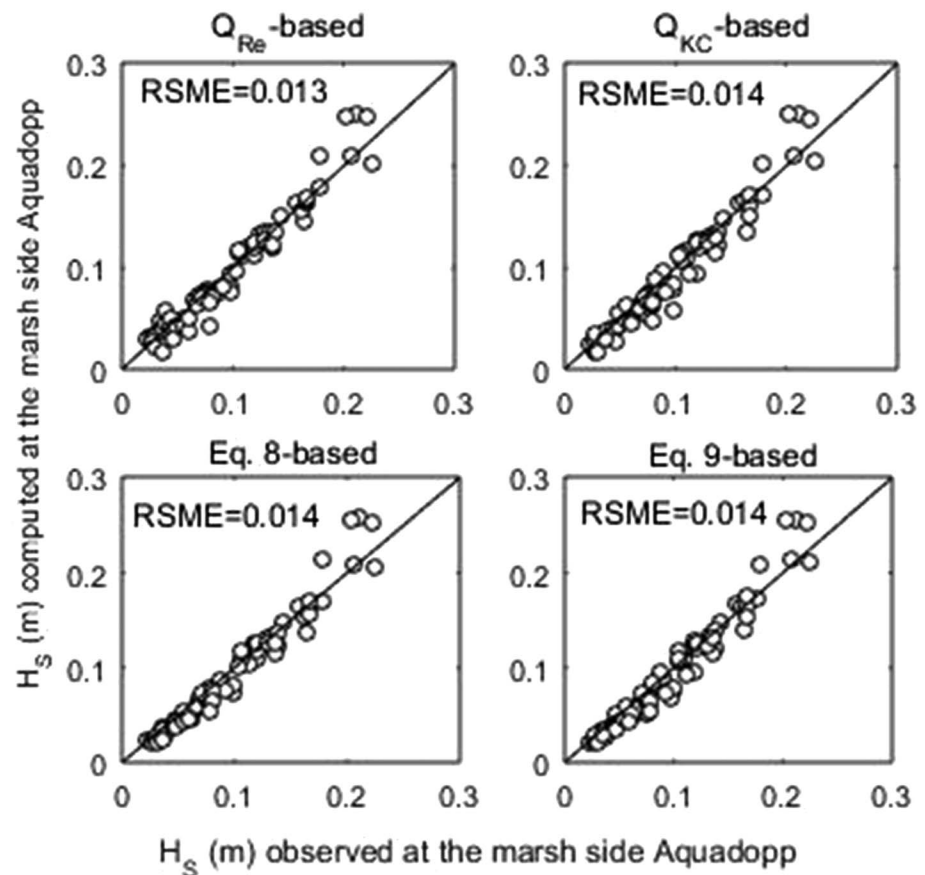 Q_Re-based
Q_KC-based
0.3
0.2
0.1
0
RSME=0.013
0 0.1 0.2 0.3
0.3
0.2
0.1
0
RSME=0.014
0 0.1 0.2 0.3
Eq. 8-based
Eq. 9-based
0.3
0.2
0.1
0
RSME=0.014
0 0.1 0.2 0.3
0.3
0.2
0.1
0
RSME=0.014
0 0.1 0.2 0.3
H_S (m) computed at the marsh side Aquadopp
H_S (m) observed at the marsh side Aquadopp